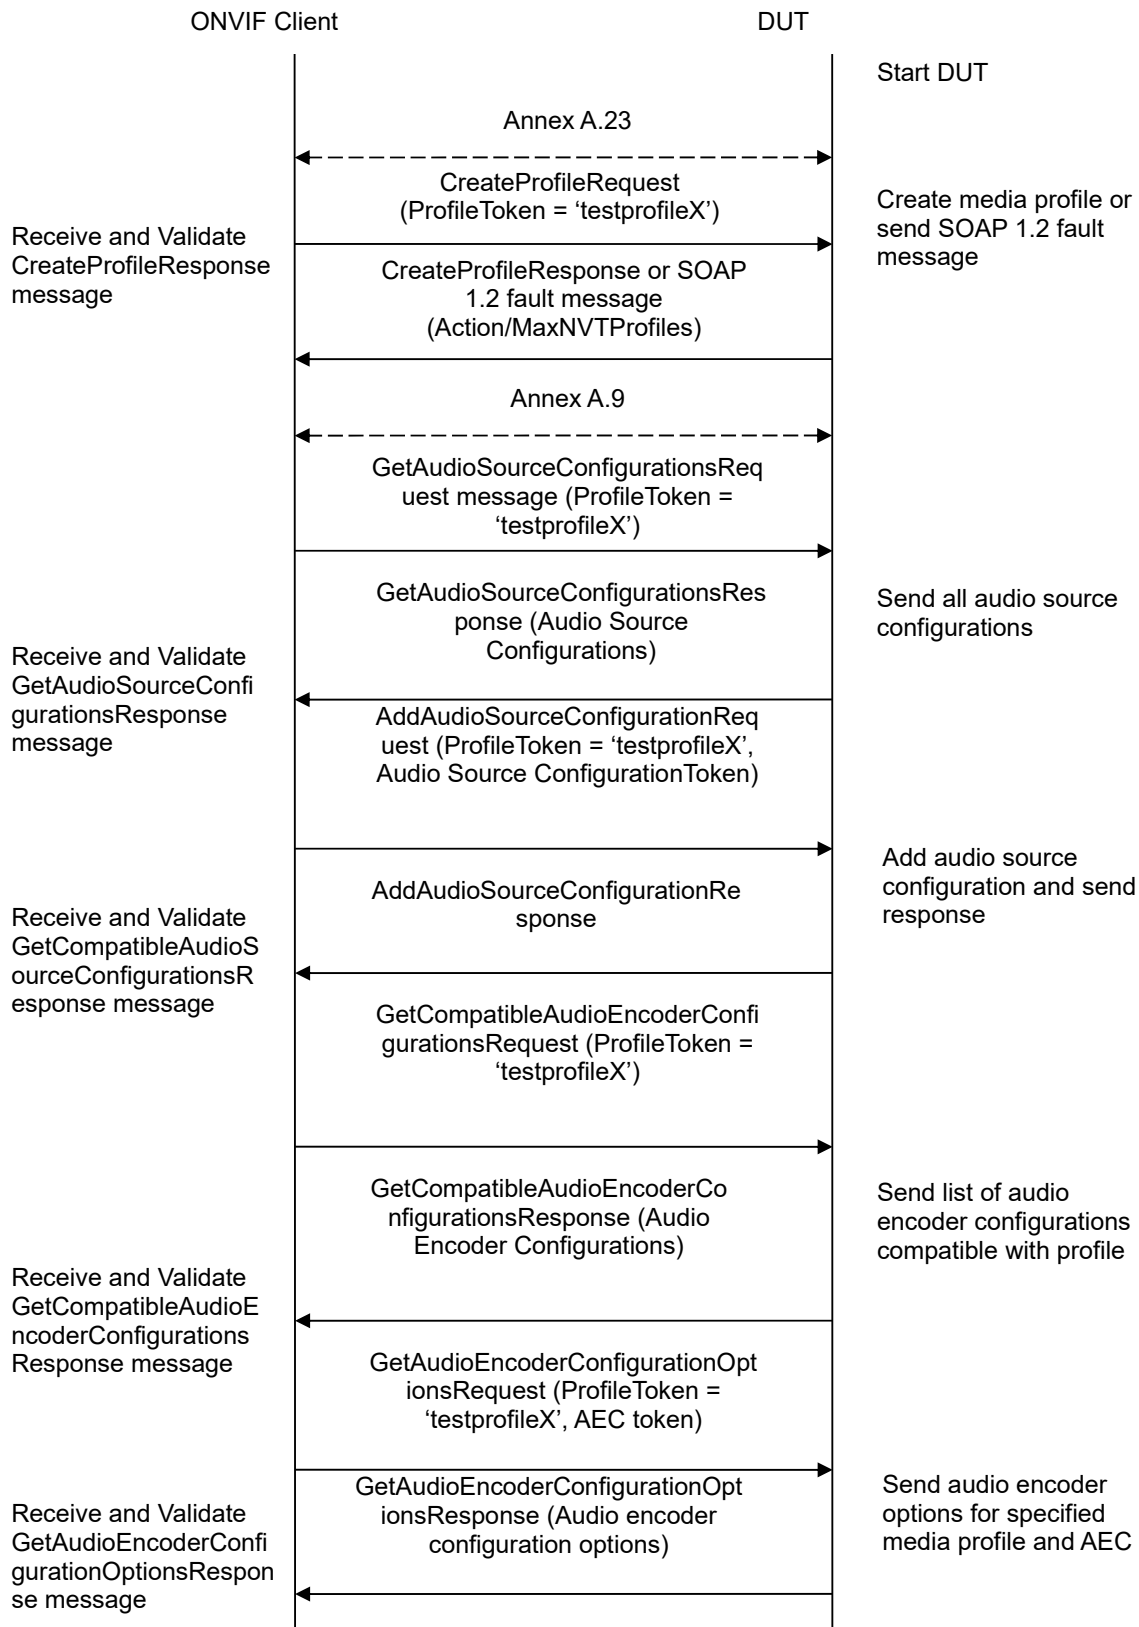 ONVIF Client
DUT
Start DUT
Annex A.23
CreateProfileRequest
(ProfileToken = ‘testprofileX’)
Create media profile or
send SOAP 1.2 fault
message
Receive and Validate
CreateProfileResponse
message
CreateProfileResponse or SOAP
1.2 fault message
(Action/MaxNVTProfiles)
Annex A.9
GetAudioSourceConfigurationsReq
uest message (ProfileToken =
‘testprofileX’)
GetAudioSourceConfigurationsRes
ponse (Audio Source
Configurations)
Send all audio source
configurations
Receive and Validate
GetAudioSourceConfi
gurationsResponse
message
AddAudioSourceConfigurationReq
uest (ProfileToken = ‘testprofileX’,
Audio Source ConfigurationToken)
Add audio source
configuration and send
response
AddAudioSourceConfigurationRe
sponse
Receive and Validate
GetCompatibleAudioS
ourceConfigurationsR
esponse message
GetCompatibleAudioEncoderConfi
gurationsRequest (ProfileToken =
‘testprofileX’)
GetCompatibleAudioEncoderCo
nfigurationsResponse (Audio
Encoder Configurations)
Send list of audio
encoder configurations
compatible with profile
Receive and Validate
GetCompatibleAudioE
ncoderConfigurations
Response message
GetAudioEncoderConfigurationOpt
ionsRequest (ProfileToken =
‘testprofileX’, AEC token)
GetAudioEncoderConfigurationOpt
ionsResponse (Audio encoder
configuration options)
Send audio encoder
options for specified
media profile and AEC
Receive and Validate
GetAudioEncoderConfi
gurationOptionsRespon
se message